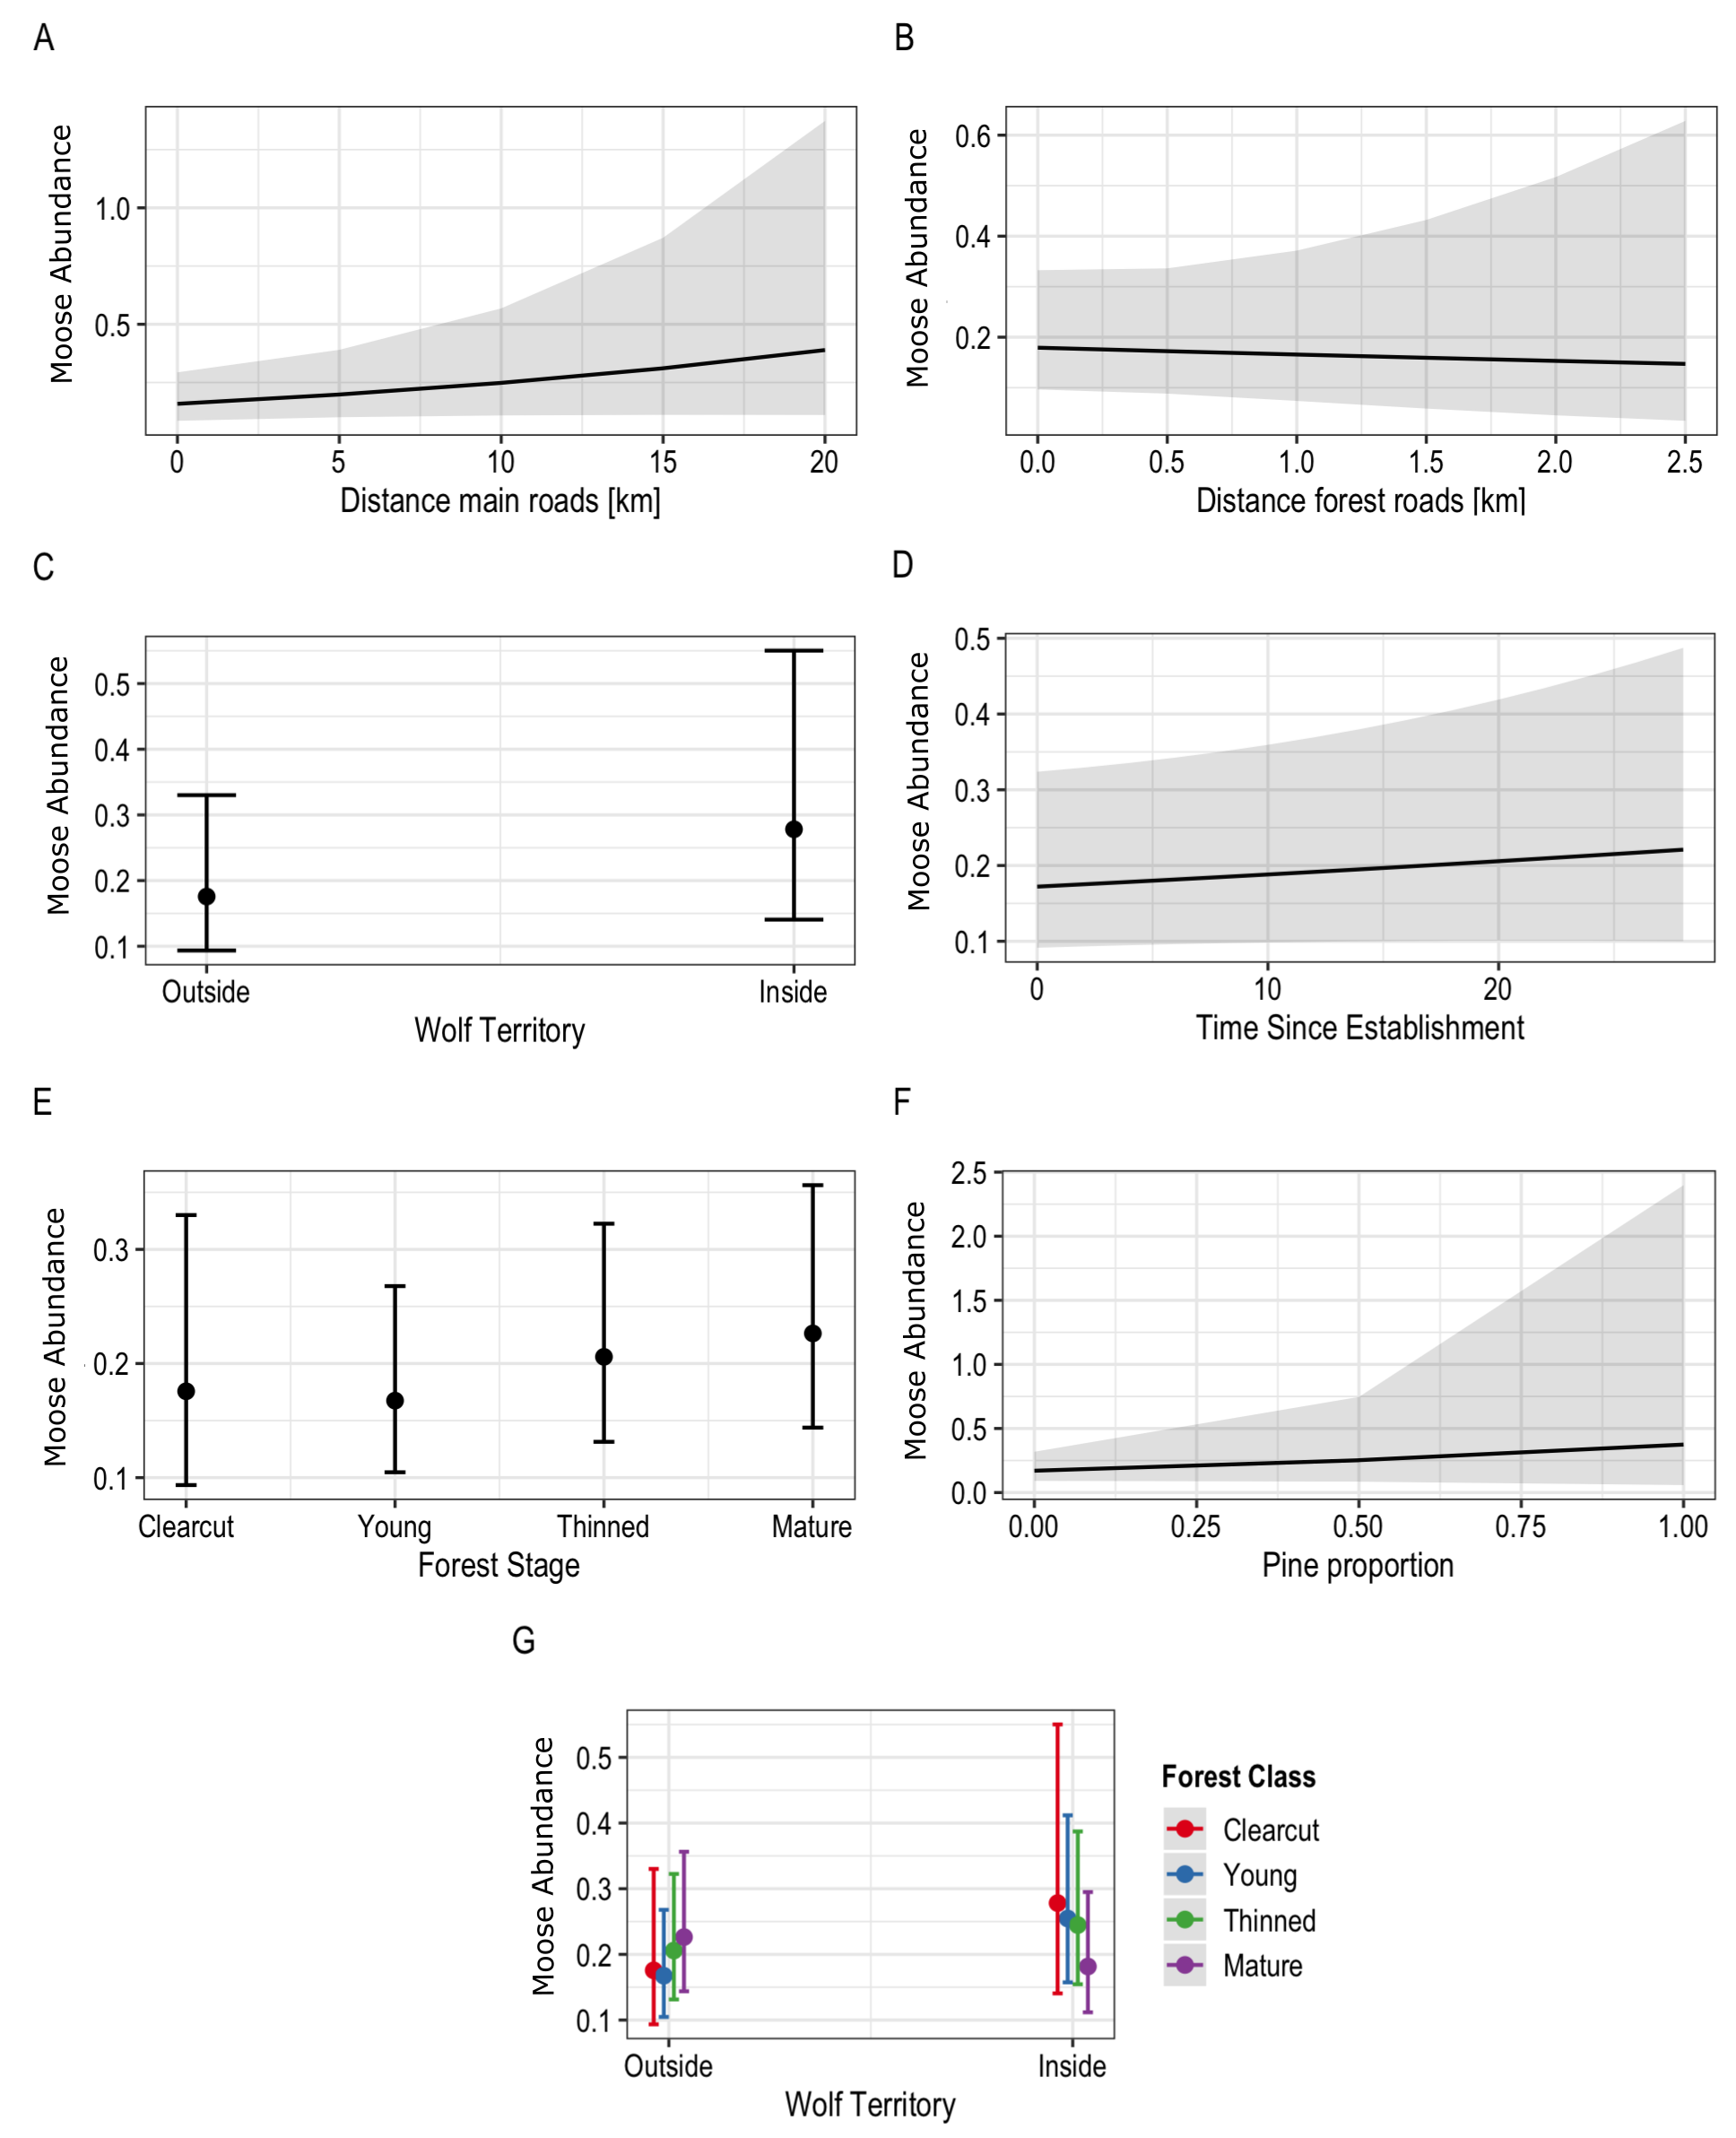 A
B
Moose Abundance
1.0
0.5
0
5
10
15
20
Distance main roads [km]
Moose Abundance
0.6
0.4
0.2
0.0
0.5
1.0
1.5
2.0
2.5
Distance forest roads [km]
C
D
Moose Abundance
0.5
0.4
0.3
0.2
0.1
Outside
Inside
Wolf Territory
Moose Abundance
0.5
0.4
0.3
0.2
0.1
0
10
20
Time Since Establishment
E
F
Moose Abundance
0.3
0.2
0.1
Clearcut
Young
Thinned
Mature
Forest Stage
Moose Abundance
2.5
2.0
1.5
1.0
0.5
0.0
0.00
0.25
0.50
0.75
1.00
Pine proportion
G
Moose Abundance
0.5
0.4
0.3
0.2
0.1
Outside
Inside
Wolf Territory
Forest Class
Clearcut
Young
Thinned
Mature